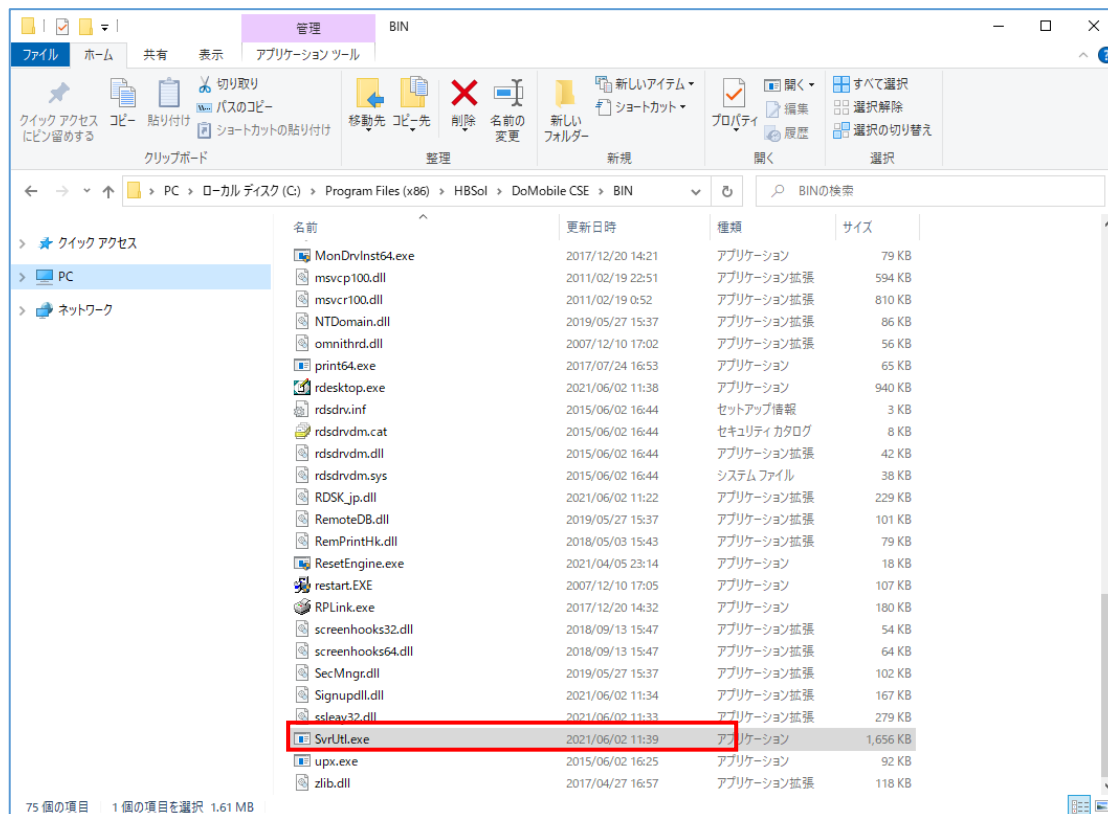 管理 BIN
ファイル ホーム 共有 表示 アプリケーション ツール
クイック アクセス
にピン留めする
コピー
貼り付け
切り取り
パスのコピー
ショートカットの貼り付け
クリップボード
移動先
コピー先
削除
名前の
変更
整理
新しい
フォルダー
新しいアイテム
ショートカット
新規
プロパティ
開く
編集
履歴
開く
すべて選択
選択解除
選択の切り替え
選択
PC ローカル ディスク (C:) Program Files (x86) HBSol DoMobile CSE BIN
BINの検索
クイック アクセス
PC
ネットワーク
名前 更新日時 種類 サイズ
MonDrvInst64.exe 2017/12/20 14:21 アプリケーション 79 KB
msvcp100.dll 2011/02/19 22:51 アプリケーション拡張 594 KB
msvcr100.dll 2011/02/19 0:52 アプリケーション拡張 810 KB
NTDomain.dll 2019/05/27 15:37 アプリケーション拡張 86 KB
omnithrd.dll 2007/12/10 17:02 アプリケーション拡張 56 KB
print64.exe 2017/07/24 16:53 アプリケーション 65 KB
rdesktop.exe 2021/06/02 11:38 アプリケーション 940 KB
rdsdrv.inf 2015/06/02 16:44 セットアップ情報 3 KB
rdsdrvdm.cat 2015/06/02 16:44 セキュリティ カタログ 8 KB
rdsdrvdm.dll 2015/06/02 16:44 アプリケーション拡張 42 KB
rdsdrvdm.sys 2015/06/02 16:44 システム ファイル 38 KB
RDSK_jp.dll 2021/06/02 11:22 アプリケーション拡張 229 KB
RemoteDB.dll 2019/05/27 15:37 アプリケーション拡張 101 KB
RemPrintHk.dll 2018/05/03 15:43 アプリケーション拡張 79 KB
ResetEngine.exe 2021/04/05 23:14 アプリケーション 18 KB
restart.EXE 2007/12/10 17:05 アプリケーション 107 KB
RPLink.exe 2017/12/20 14:32 アプリケーション 180 KB
screenhooks32.dll 2018/09/13 15:47 アプリケーション拡張 54 KB
screenhooks64.dll 2018/09/13 15:47 アプリケーション拡張 64 KB
SecMngr.dll 2019/05/27 15:37 アプリケーション拡張 102 KB
Signupdll.dll 2021/06/02 11:34 アプリケーション拡張 167 KB
ssleay32.dll 2021/06/02 11:33 アプリケーション拡張 279 KB
SvrUtl.exe 2021/06/02 11:39 アプリケーション 1,656 KB
upx.exe 2015/06/02 16:25 アプリケーション 92 KB
zlib.dll 2017/04/27 16:57 アプリケーション拡張 118 KB
75 個の項目 1 個の項目を選択 1.61 MB